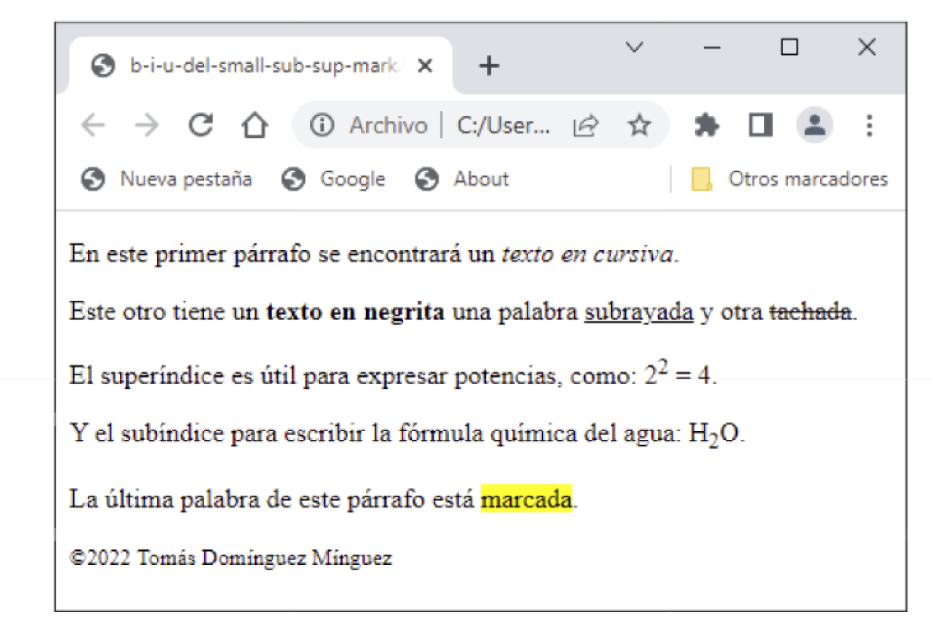 b-i-u-del-small-sub-sup-mark.
Archivo | C:/User...
Nueva pestaña Google About Otros marcadores
En este primer párrafo se encontrará un texto en cursiva.
Este otro tiene un texto en negrita una palabra subrayada y otra tachada.
El superíndice es útil para expresar potencias, como: 2² = 4.
Y el subíndice para escribir la fórmula química del agua: H₂O.
La última palabra de este párrafo está marcada.
©2022 Tomás Domínguez Mínguez